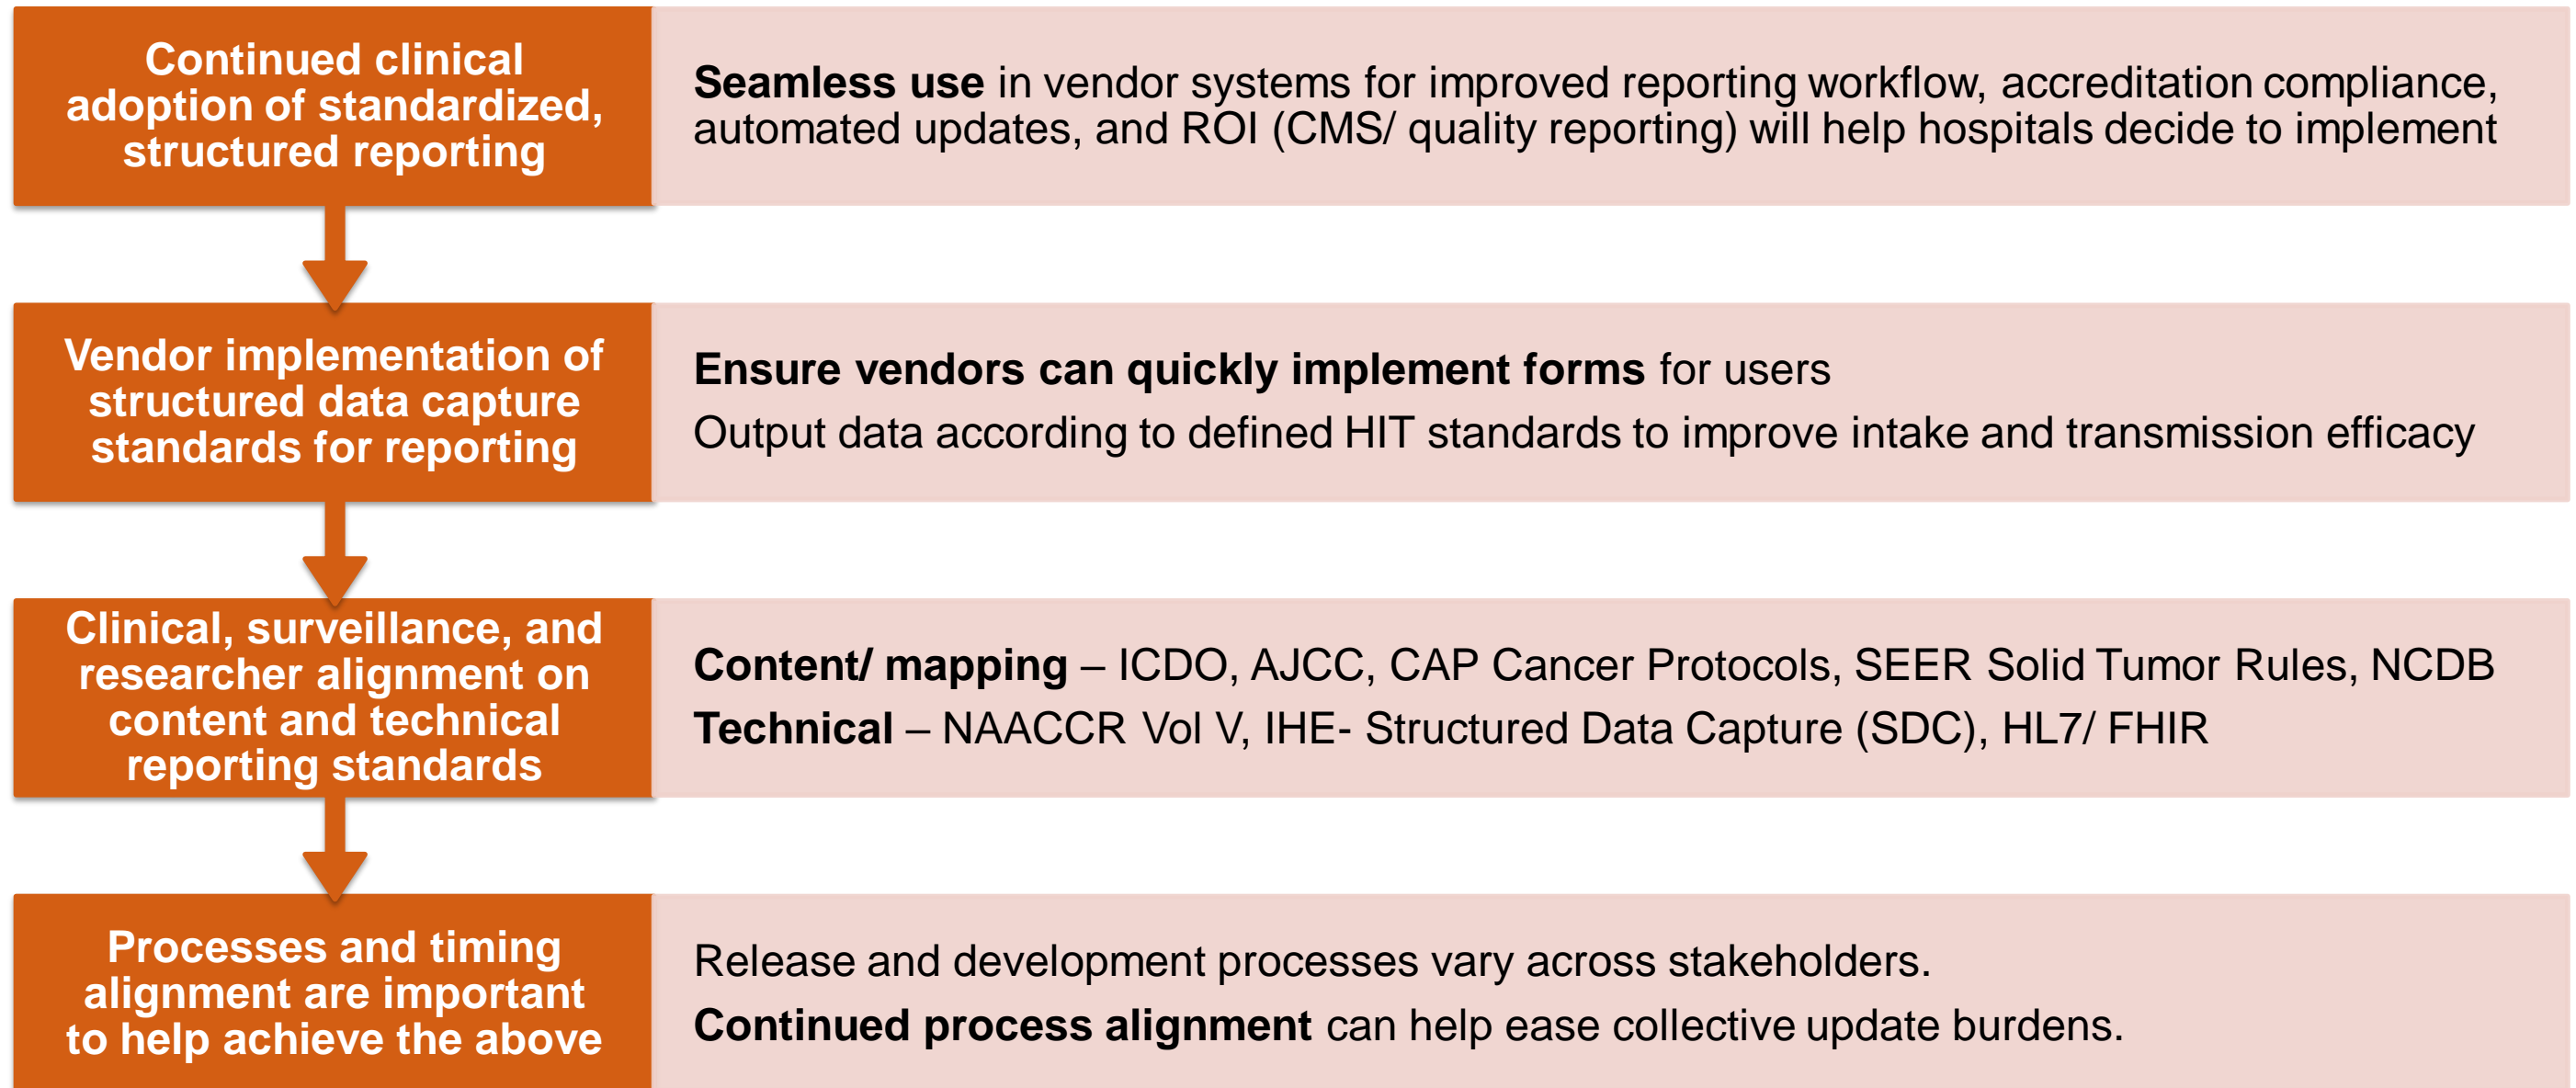 Continued clinical
adoption of standardized,
structured reporting
Seamless use in vendor systems for improved reporting workflow, accreditation compliance,
automated updates, and ROI (CMS/ quality reporting) will help hospitals decide to implement
Vendor implementation of
structured data capture
standards for reporting
Ensure vendors can quickly implement forms for users
Output data according to defined HIT standards to improve intake and transmission efficacy
Clinical, surveillance, and
researcher alignment on
content and technical
reporting standards
Content/ mapping – ICDO, AJCC, CAP Cancer Protocols, SEER Solid Tumor Rules, NCDB
Technical – NAACCR Vol V, IHE- Structured Data Capture (SDC), HL7/ FHIR
Processes and timing
alignment are important
to help achieve the above
Release and development processes vary across stakeholders.
Continued process alignment can help ease collective update burdens.